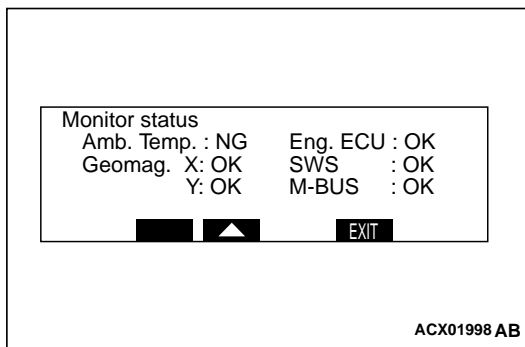 Monitor status
Amb. Temp. : NG Eng. ECU : OK
Geomag. X: OK SWS : OK
Y: OK M-BUS : OK
EXIT
ACX01998 AB